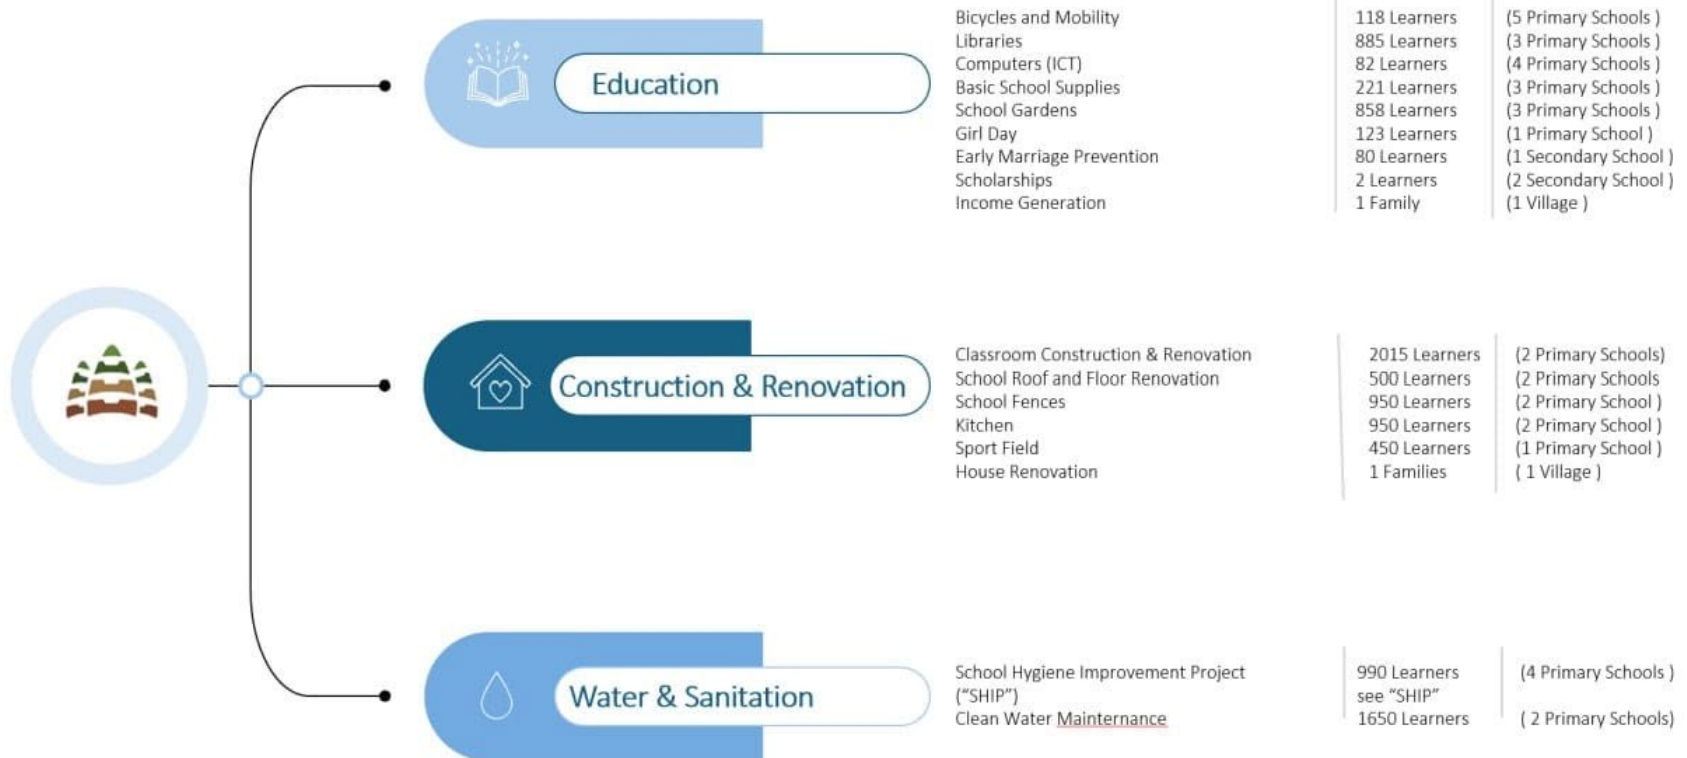 Education
Bicycles and Mobility 118 Learners (5 Primary Schools )
Libraries 885 Learners (3 Primary Schools )
Computers (ICT) 82 Learners (4 Primary Schools )
Basic School Supplies 221 Learners (3 Primary Schools )
School Gardens 858 Learners (3 Primary Schools )
Girl Day 123 Learners (1 Primary School )
Early Marriage Prevention 80 Learners (1 Secondary School )
Scholarships 2 Learners (2 Secondary School )
Income Generation 1 Family (1 Village )
Construction & Renovation
Classroom Construction & Renovation 2015 Learners (2 Primary Schools)
School Roof and Floor Renovation 500 Learners (2 Primary Schools
School Fences 950 Learners (2 Primary School )
Kitchen 950 Learners (2 Primary School )
Sport Field 450 Learners (1 Primary School )
House Renovation 1 Families ( 1 Village )
Water & Sanitation
School Hygiene Improvement Project 990 Learners (4 Primary Schools )
(“SHIP”) see “SHIP”
Clean Water Mainternance 1650 Learners ( 2 Primary Schools)